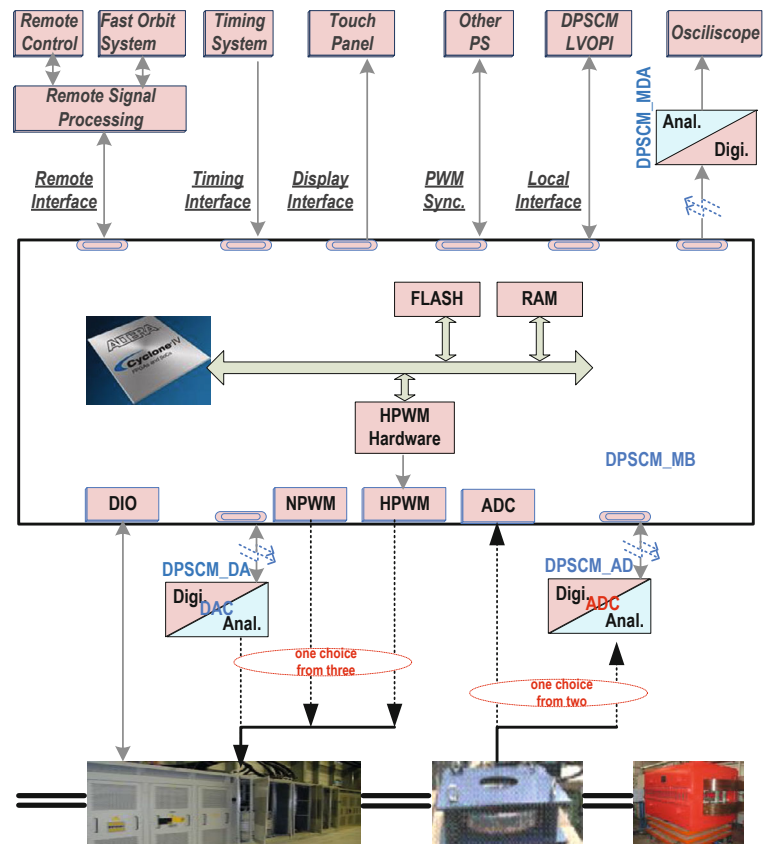 Remote
Control
Fast Orbit
System
Timing
System
Touch
Panel
Other
PS
DPSCM
LVOPI
Osciliscope
Remote Signal
Processing
DPSCM_MDA
Anal.
Digi.
Remote
Interface
Timing
Interface
Display
Interface
PWM
Sync.
Local
Interface
FLASH
RAM
ALTERA
Cyclone IV
HPWM
Hardware
DPSCM_MB
DIO
NPWM
HPWM
ADC
DPSCM_DA
Digi.
DAC
Anal.
DPSCM_AD
Digi.
ADC
Anal.
one choice
from three
one choice
from two